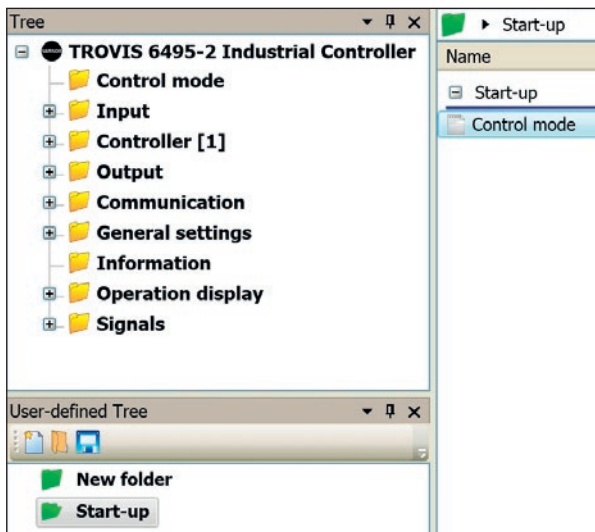 Tree
TROVIS 6495-2 Industrial Controller
Control mode
Input
Controller [1]
Output
Communication
General settings
Information
Operation display
Signals
User-defined Tree
New folder
Start-up
Start-up
Name
Start-up
Control mode